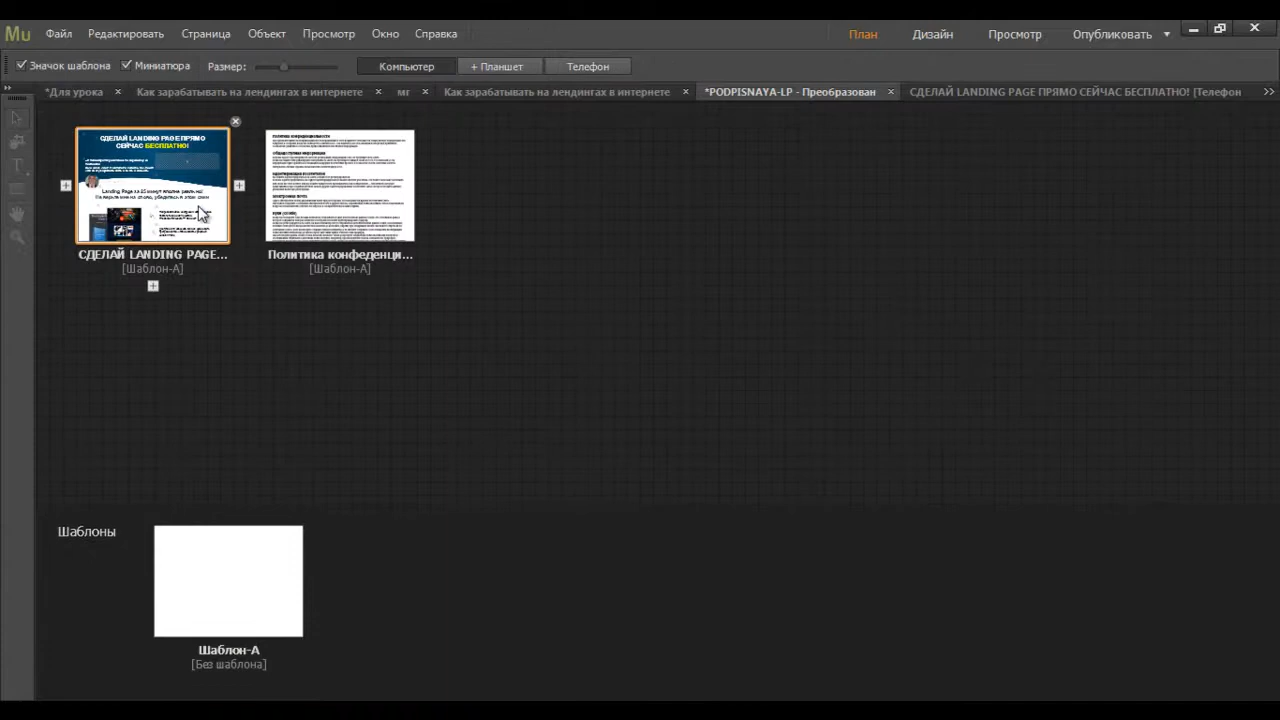 Mu Файл Редактировать Страница Объект Просмотр Окно Справка План Дизайн Просмотр Опубликовать
Значок шаблона Миниатюра Размер: Компьютер + Планшет Телефон
*Для урока Как зарабатывать на лендингах в интернете мг Как зарабатывать на лендингах в интернете *PODPISNAYA-LP - Преобразован СДЕЛАЙ LANDING PAGE ПРЯМО СЕЙЧАС БЕСПЛАТНО! [Телефон
СДЕЛАЙ LANDING PAGE ПРЯМО
СЕЙЧАС БЕСПЛАТНО!
СДЕЛАЙ LANDING PAGE... Политика конфеденци...
[Шаблон-A] [Шаблон-A]
Шаблоны
Шаблон-A
[Без шаблона]